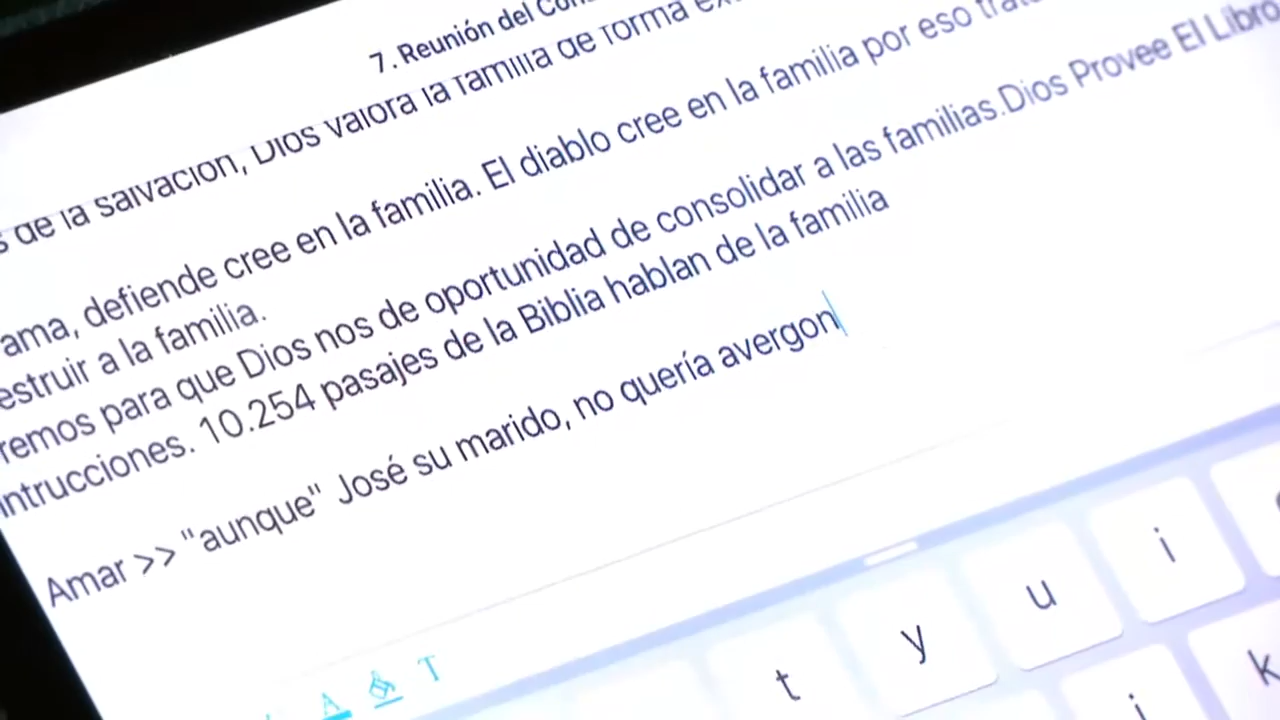 7. Reunión del
de la salvación, Dios valora la familia de forma
ama, defiende cree en la familia. El diablo cree en la familia por eso
estruir a la familia.
remos para que Dios nos de oportunidad de consolidar a las familias.Dios Provee El Libro
intrucciones. 10.254 pasajes de la Biblia hablan de la familia
Amar >> "aunque" José su marido, no quería avergon
A T
t y u i
j k